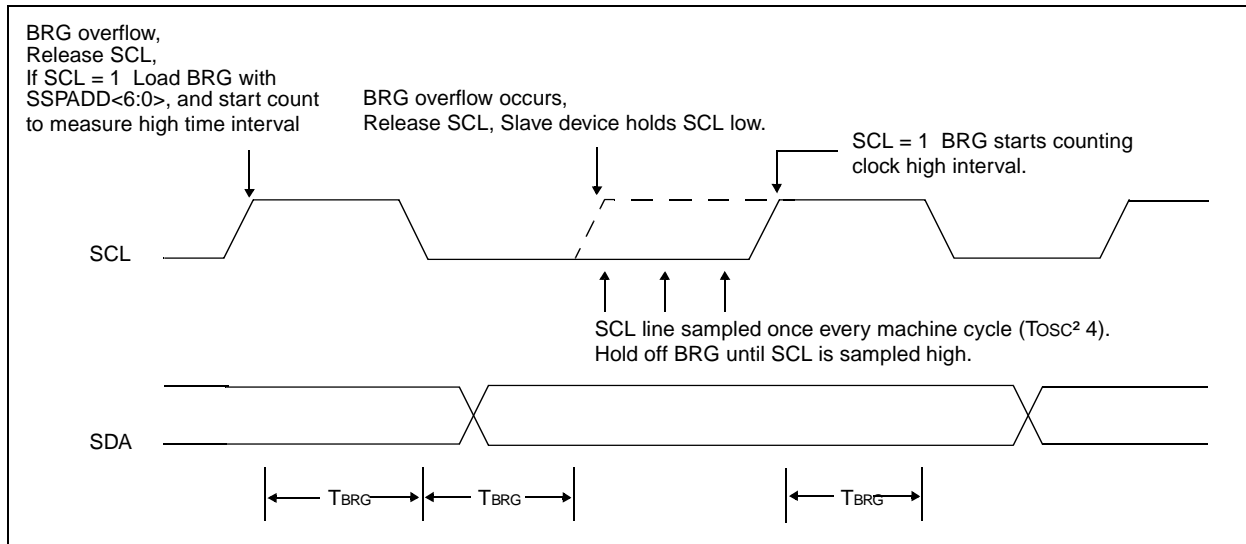 BRG overflow,
Release SCL,
If SCL = 1 Load BRG with
SSPADD<6:0>, and start count
to measure high time interval
BRG overflow occurs,
Release SCL, Slave device holds SCL low.
SCL = 1 BRG starts counting
clock high interval.
SCL
SCL line sampled once every machine cycle (TOSC² 4).
Hold off BRG until SCL is sampled high.
SDA
TBRG
TBRG
TBRG